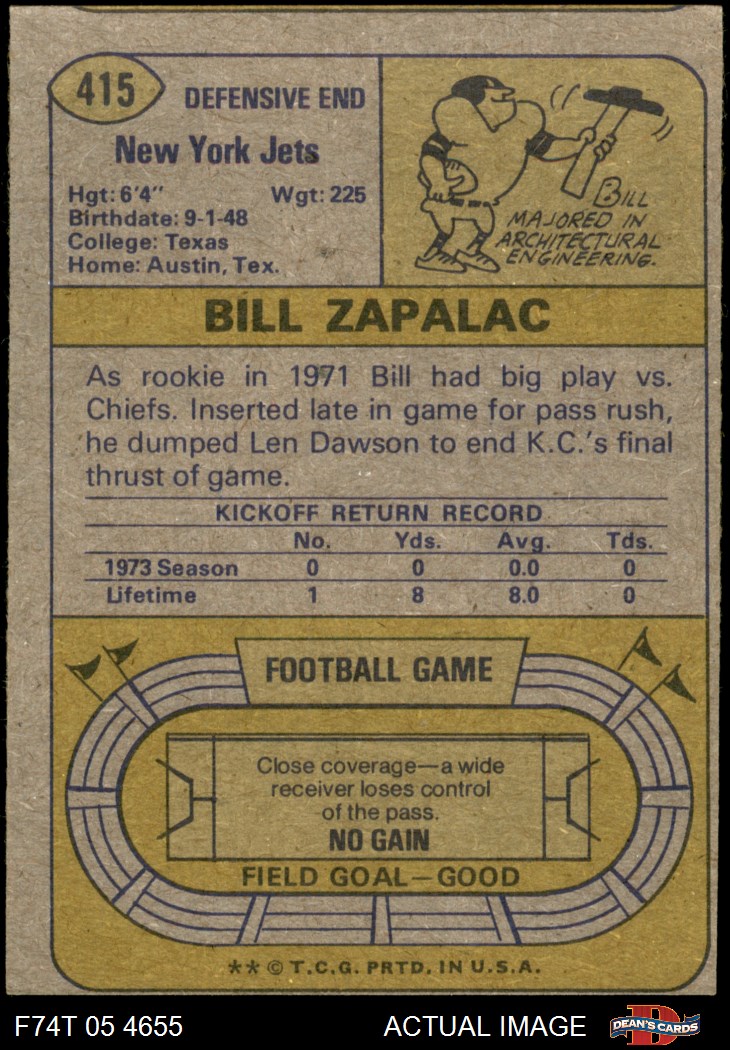 415
DEFENSIVE END
New York Jets
Hgt: 6'4" Wgt: 225
Birthdate: 9-1-48
College: Texas
Home: Austin, Tex.
BILL
MAJORED IN
ARCHITECTURAL
ENGINEERING.
BILL ZAPALAC
As rookie in 1971 Bill had big play vs.
Chiefs. Inserted late in game for pass rush,
he dumped Len Dawson to end K.C.'s final
thrust of game.
KICKOFF RETURN RECORD
No. Yds. Avg. Tds.
1973 Season 0 0 0.0 0
Lifetime 1 8 8.0 0
FOOTBALL GAME
Close coverage—a wide
receiver loses control
of the pass.
NO GAIN
FIELD GOAL—GOOD
** © T.C.G. PRTD. IN U.S.A.
F74T 05 4655 ACTUAL IMAGE D DEAN'S CARDS